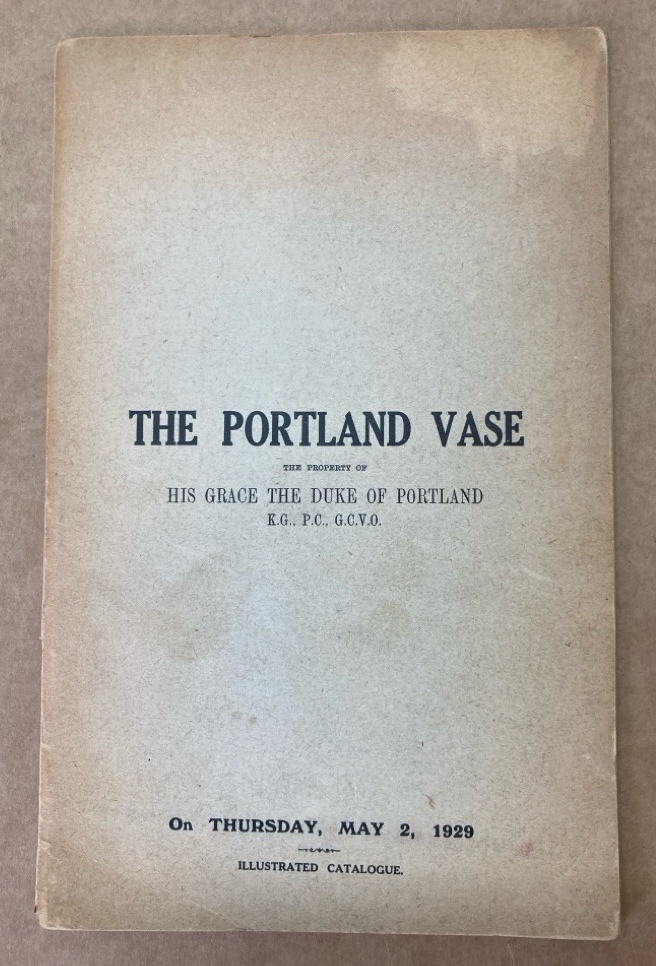 THE PORTLAND VASE
THE PROPERTY OF
HIS GRACE THE DUKE OF PORTLAND
K.G., P.C., G.C.V.O.
On THURSDAY, MAY 2, 1929
ILLUSTRATED CATALOGUE.